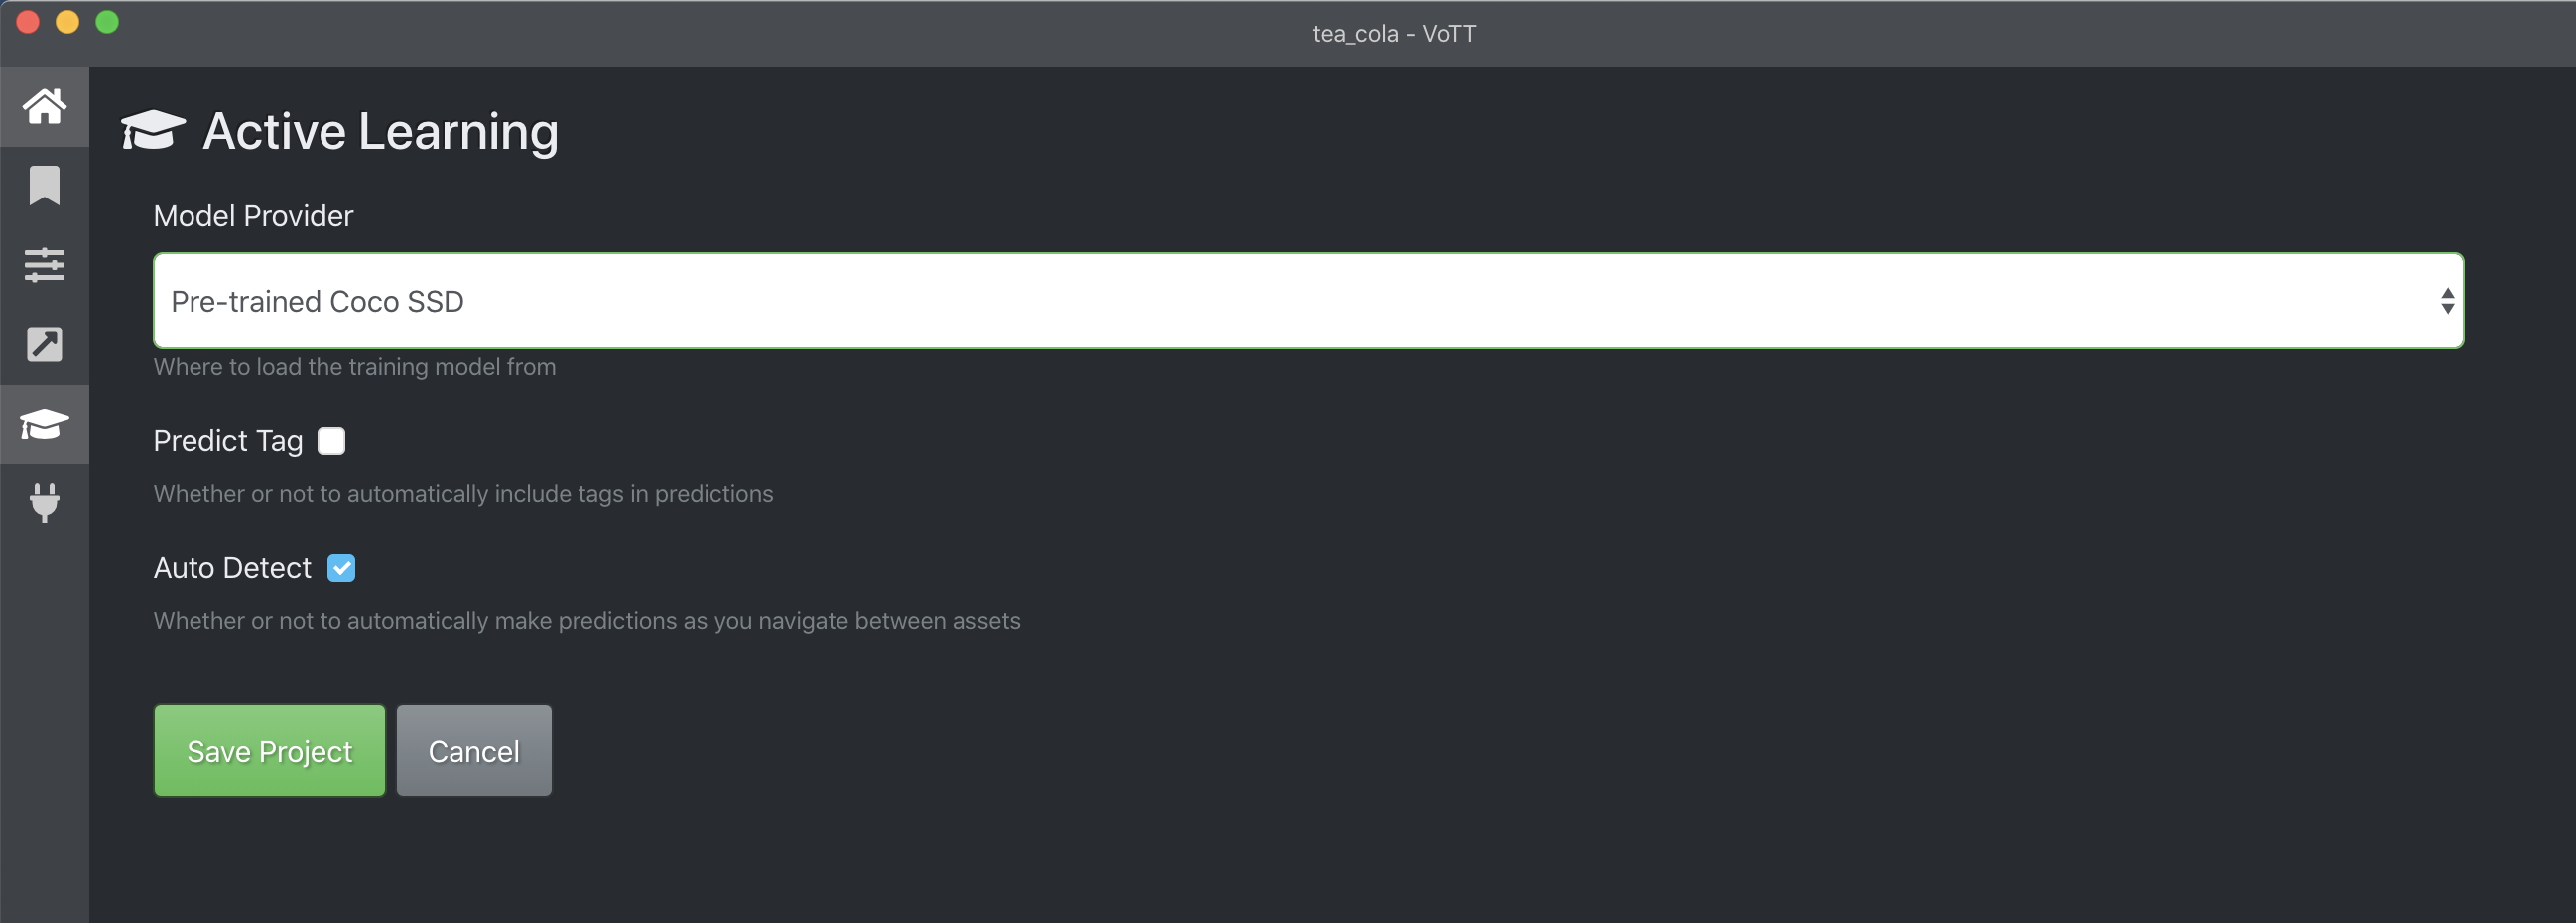 tea_cola - VoTT
Active Learning
Model Provider
Pre-trained Coco SSD
Where to load the training model from
Predict Tag
Whether or not to automatically include tags in predictions
Auto Detect
Whether or not to automatically make predictions as you navigate between assets
Save Project Cancel